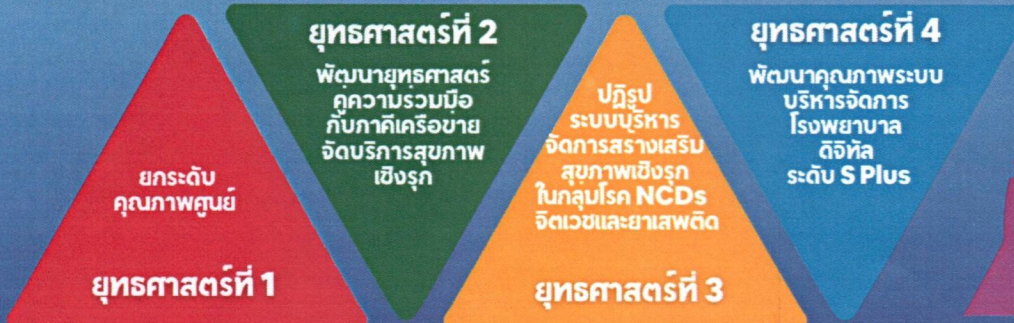 ยกระดับ
คุณภาพศูนย์
ยุทธศาสตร์ที่ 1
ยุทธศาสตร์ที่ 2
พัฒนายุทธศาสตร์
คู่ความร่วมมือ
กับภาคีเครือข่าย
จัดบริการสุขภาพ
เชิงรุก
ปฏิรูป
ระบบบริหาร
จัดการสร้างเสริม
สุขภาพเชิงรุก
ในกลุ่มโรค NCDs
จิตเวชและยาเสพติด
ยุทธศาสตร์ที่ 3
ยุทธศาสตร์ที่ 4
พัฒนาคุณภาพระบบ
บริหารจัดการ
โรงพยาบาล
ดิจิทัล
ระดับ S Plus